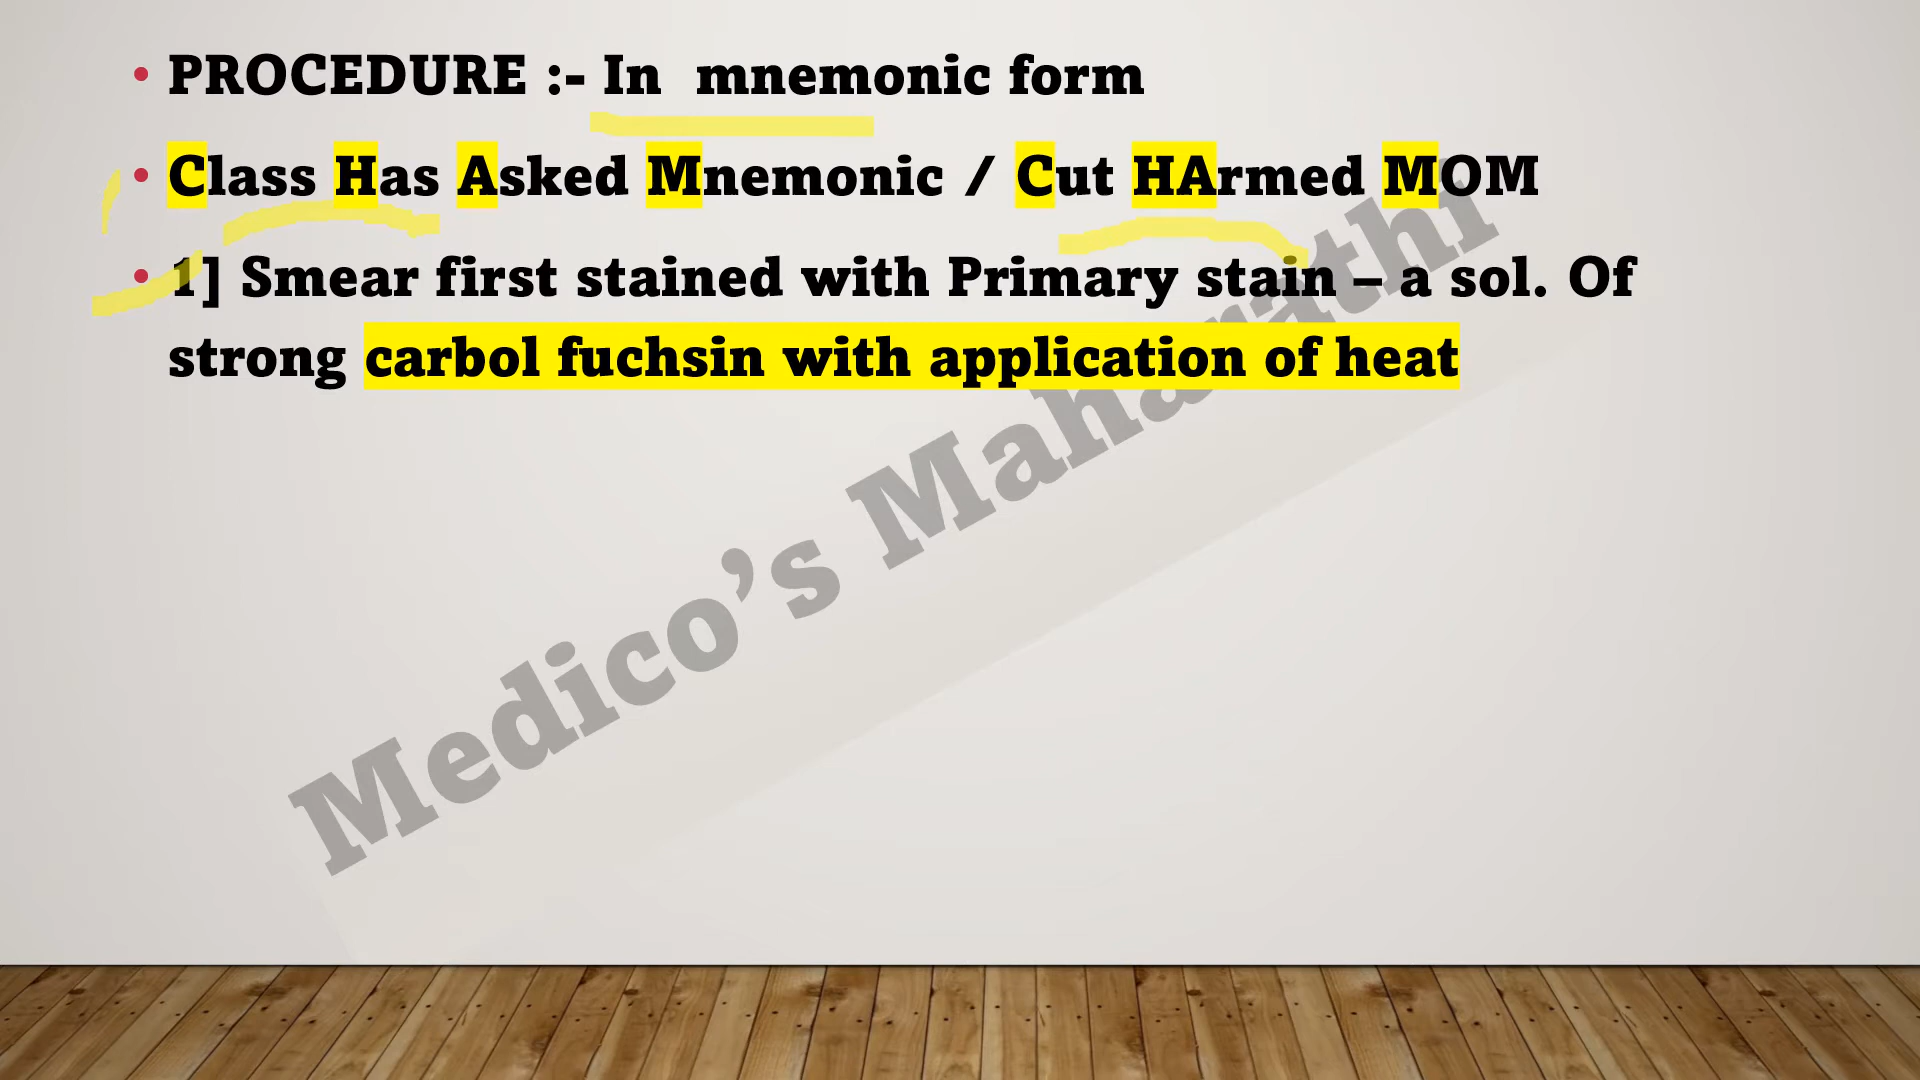 • PROCEDURE :- In mnemonic form
• Class Has Asked Mnemonic / Cut HArmed MOM
• 1] Smear first stained with Primary stain – a sol. Of
strong carbol fuchsin with application of heat
Medico’s Maharathi